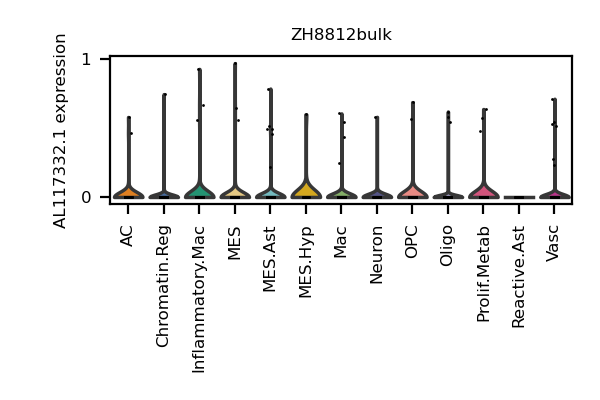 ZH8812bulk
AL117332.1 expression
1
0
AC
Chromatin.Reg
Inflammatory.Mac
MES
MES.Ast
MES.Hyp
Mac
Neuron
OPC
Oligo
Prolif.Metab
Reactive.Ast
Vasc